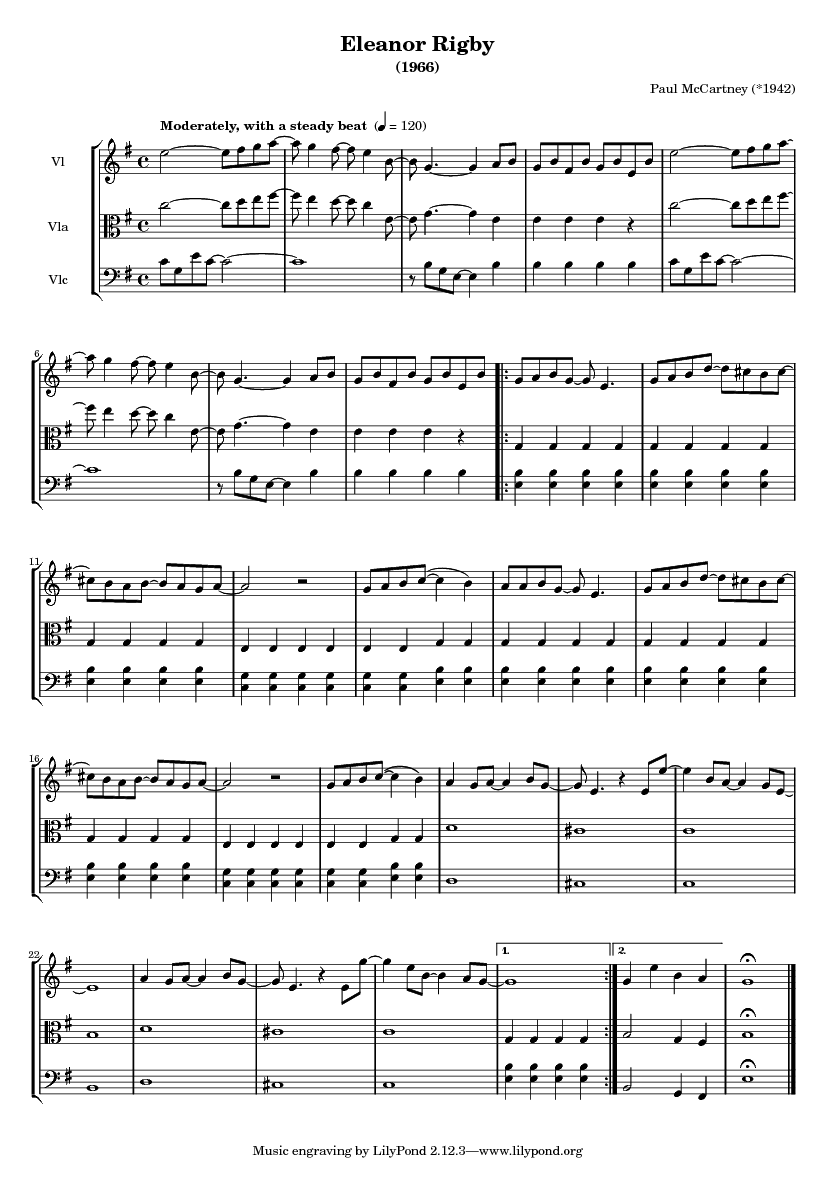 Eleanor Rigby
(1966)
Paul McCartney (*1942)
Moderately, with a steady beat (♩ = 120)
Vl
Vla
Vlc
6
11
16
22
1.
2.
Music engraving by LilyPond 2.12.3—www.lilypond.org